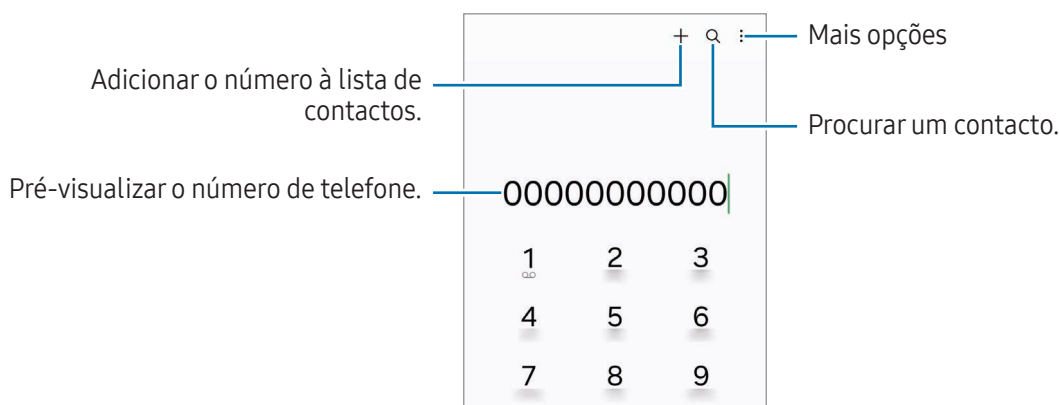 Mais opções
Adicionar o número à lista de
contactos.
Procurar um contacto.
Pré-visualizar o número de telefone.
00000000000
1 2 3
4 5 6
7 8 9